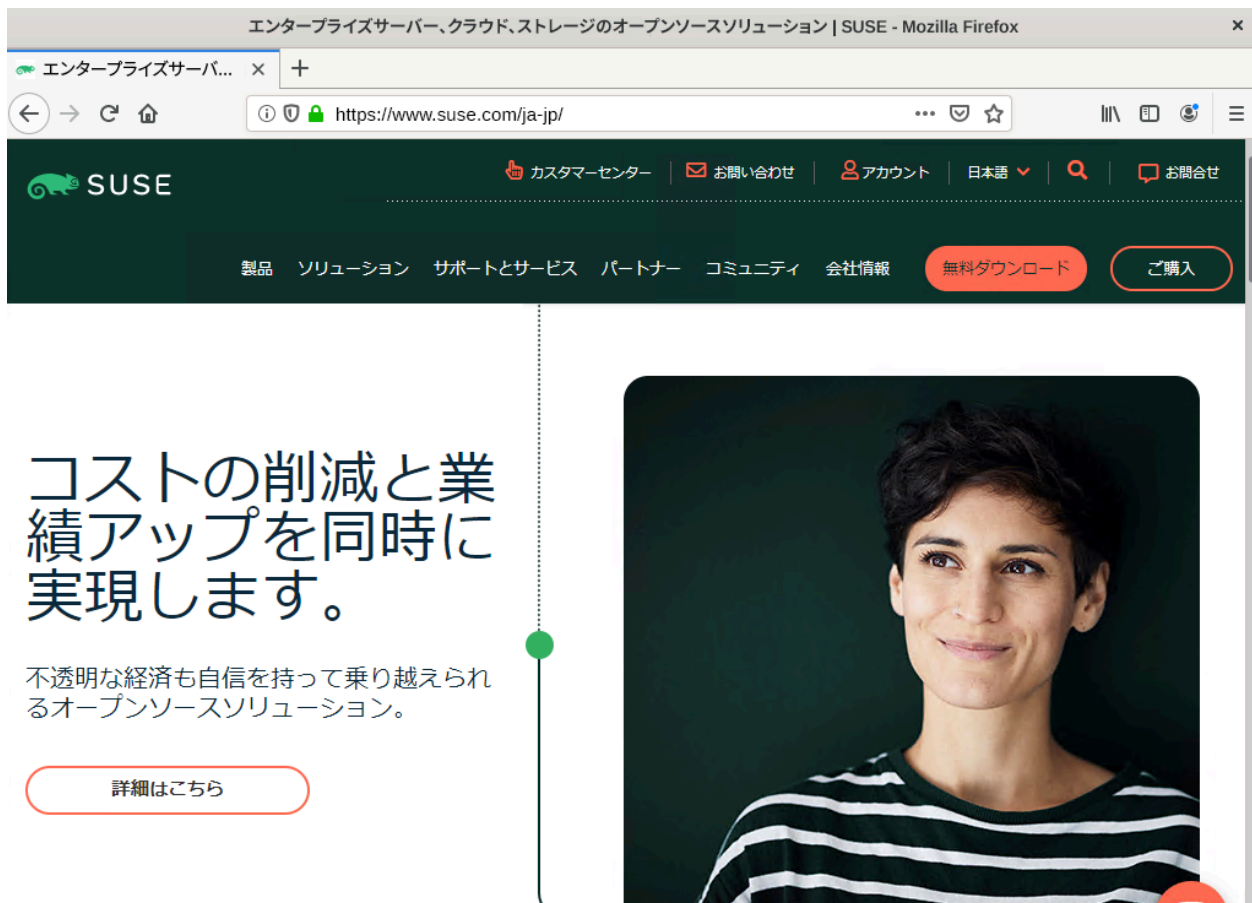 エンタープライズサーバー、クラウド、ストレージのオープンソースソリューション | SUSE - Mozilla Firefox
エンタープライズサーバ...
https://www.suse.com/ja-jp/
SUSE
カスタマーセンター お問い合わせ アカウント 日本語 お問合せ
製品 ソリューション サポートとサービス パートナー コミュニティ 会社情報 無料ダウンロード ご購入
コストの削減と業
績アップを同時に
実現します。
不透明な経済も自信を持って乗り越えられ
るオープンソースソリューション。
詳細はこちら